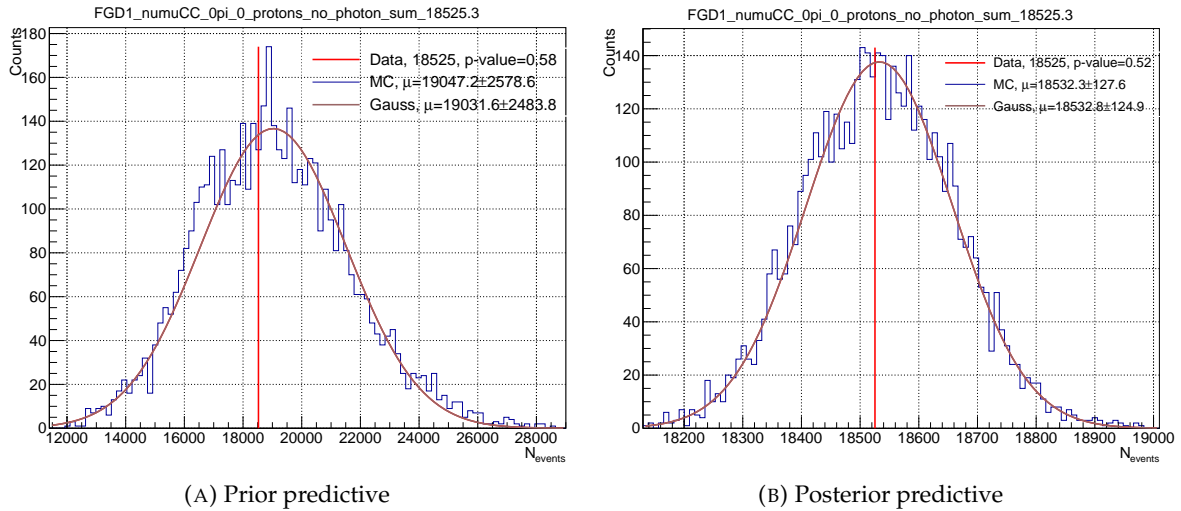 FGD1_numuCC_0pi_0_protons_no_photon_sum_18525.3
Counts
180
160
140
120
100
80
60
40
20
0
Data, 18525, p-value=0.58
MC, μ=19047.2±2578.6
Gauss, μ=19031.6±2483.8
12000 14000 16000 18000 20000 22000 24000 26000 28000
N_events
(A) Prior predictive
FGD1_numuCC_0pi_0_protons_no_photon_sum_18525.3
Counts
140
120
100
80
60
40
20
0
Data, 18525, p-value=0.52
MC, μ=18532.3±127.6
Gauss, μ=18532.8±124.9
18200 18300 18400 18500 18600 18700 18800 18900 19000
N_events
(B) Posterior predictive